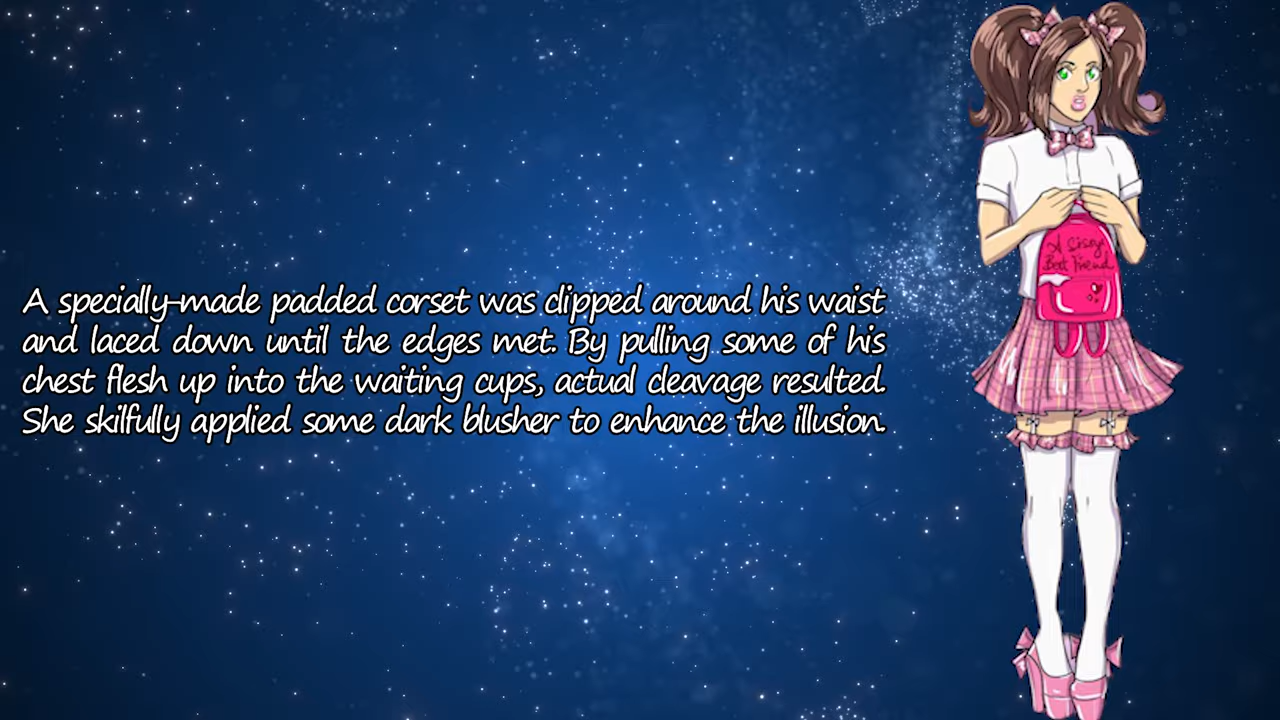 A specially-made padded corset was clipped around his waist
and laced down until the edges met. By pulling some of his
chest flesh up into the waiting cups, actual cleavage resulted.
She skilfully applied some dark blusher to enhance the illusion.
A Sissys
Best Friend